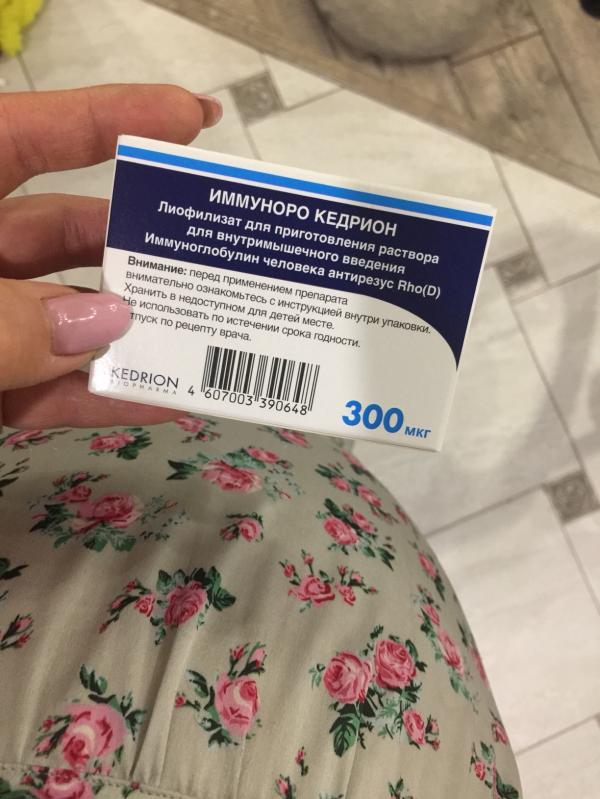 ИММУНОРО КЕДРИОН
Лиофилизат для приготовления раствора
для внутримышечного введения
Иммуноглобулин человека антирезус Rho(D)
Внимание: перед применением препарата
внимательно ознакомьтесь с инструкцией внутри упаковки.
Хранить в недоступном для детей месте.
Не использовать по истечении срока годности.
тпуск по рецепту врача.
KEDRION
BIOPHARMA
4 607003 390648
300 мкг